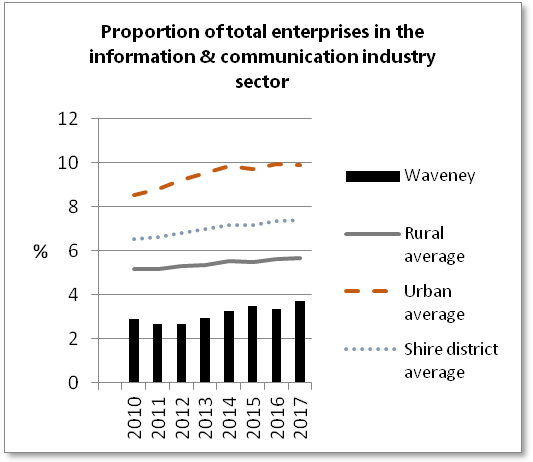 Proportion of total enterprises in the
information & communication industry
sector
12
10
8
6
4
2
0
%
2010
2011
2012
2013
2014
2015
2016
2017
Waveney
Rural
average
Urban
average
Shire district
average